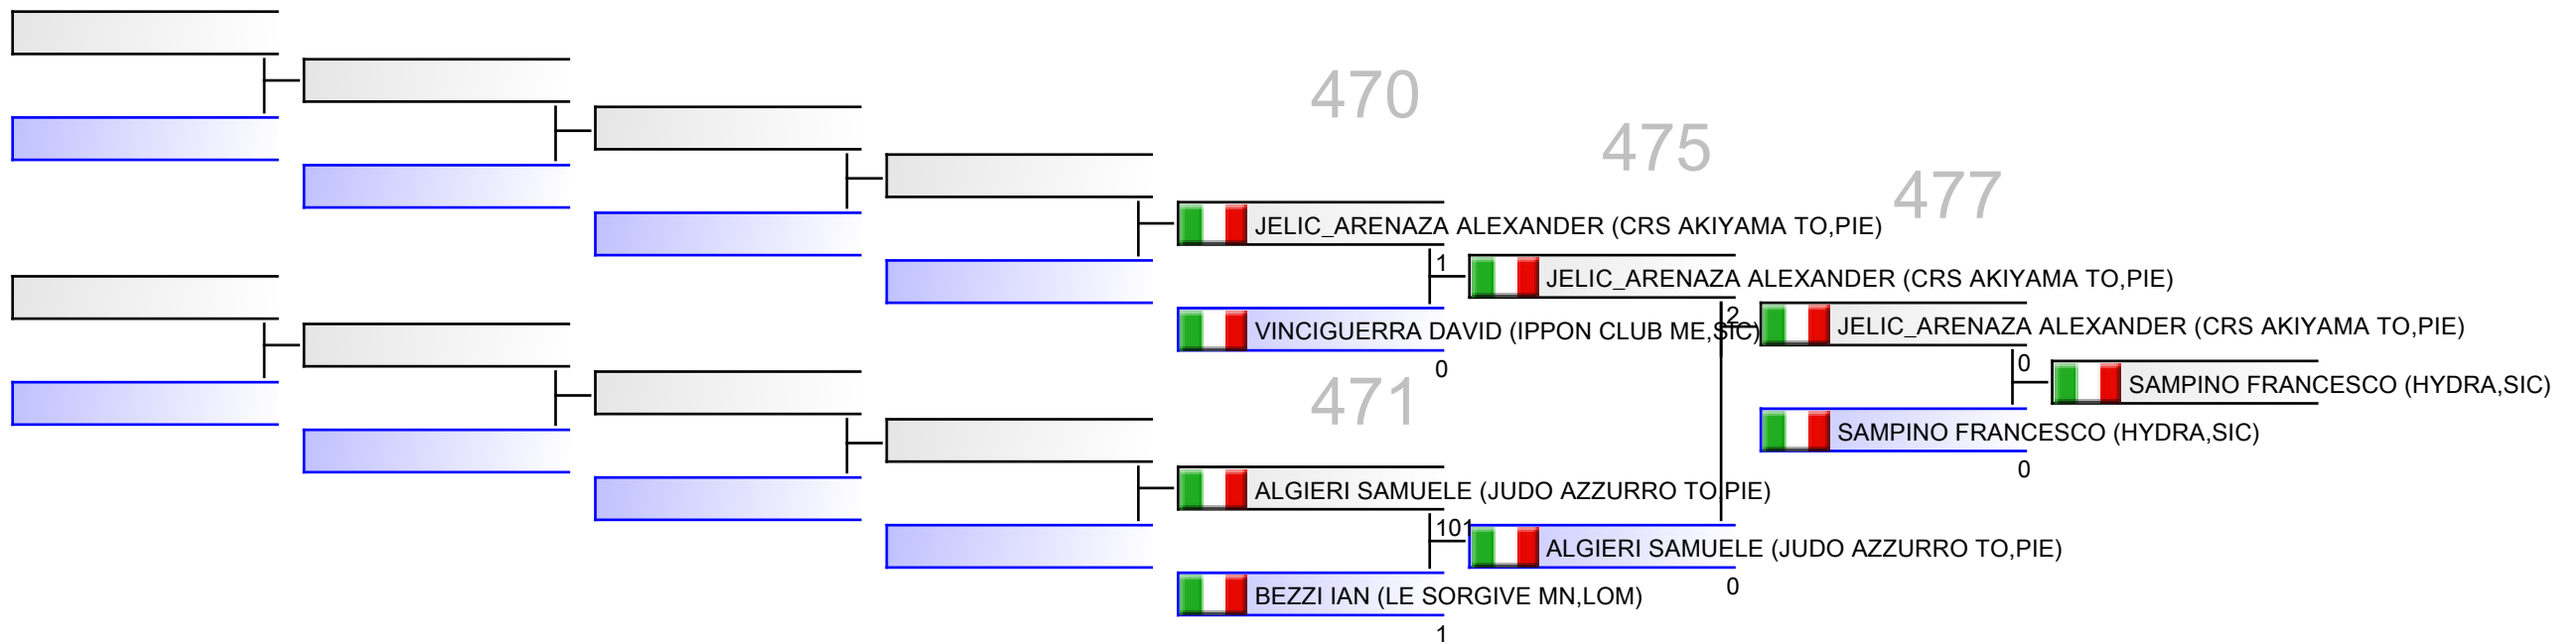 470
475
477
JELIC_ARENAZA ALEXANDER (CRS AKIYAMA TO,PIE)
1
JELIC_ARENAZA ALEXANDER (CRS AKIYAMA TO,PIE)
2
JELIC_ARENAZA ALEXANDER (CRS AKIYAMA TO,PIE)
VINCIGUERRA DAVID (IPPON CLUB ME,SIC)
0
0
SAMPINO FRANCESCO (HYDRA,SIC)
471
SAMPINO FRANCESCO (HYDRA,SIC)
0
ALGIERI SAMUELE (JUDO AZZURRO TO,PIE)
101
ALGIERI SAMUELE (JUDO AZZURRO TO,PIE)
0
BEZZI IAN (LE SORGIVE MN,LOM)
1